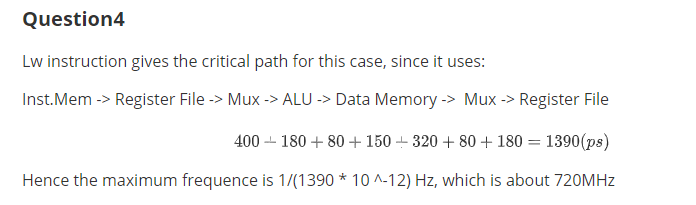 Question4
Lw instruction gives the critical path for this case, since it uses:
Inst.Mem -> Register File -> Mux -> ALU -> Data Memory -> Mux -> Register File
400 + 180 + 80 + 150 + 320 + 80 + 180 = 1390(ps)
Hence the maximum frequence is 1/(1390 * 10 ^-12) Hz, which is about 720MHz